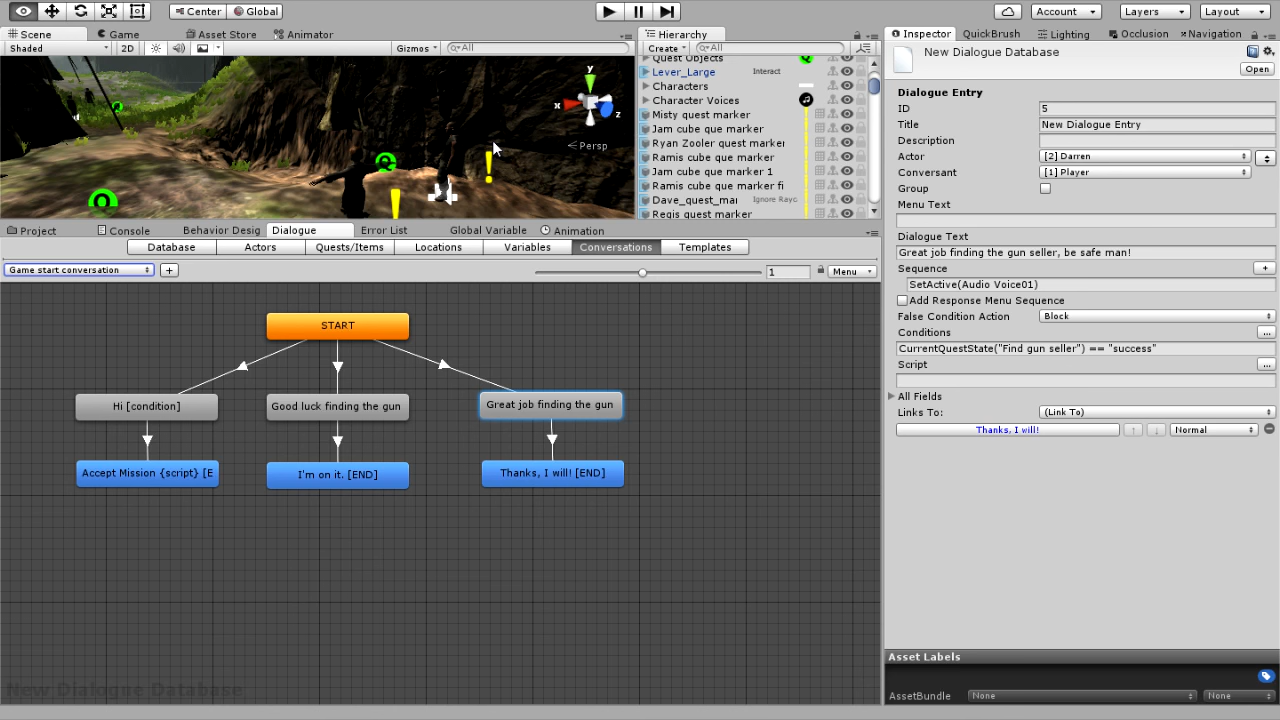 Center Global Account Layers Layout
Scene Game Asset Store Animator
Shaded 2D Gizmos All
y
x
z
Persp
Hierarchy
Create All
Quest Objects
Lever_Large Interact
Characters
Character Voices
Misty quest marker
Jam cube que marker
Ryan Zooler quest marker
Ramis cube que marker
Jam cube que marker 1
Ramis cube que marker fi
Dave_quest_mai Ignore Rayc
Regis quest marker
Project Console Behavior Desig Dialogue Error List Global Variable Animation
Database Actors Quests/Items Locations Variables Conversations Templates
Game start conversation + 1 Menu
START
Hi [condition] Good luck finding the gun Great job finding the gun
Accept Mission {script} [E I'm on it. [END] Thanks, I will! [END]
New Dialogue Database
Inspector QuickBrush Lighting Occlusion Navigation
New Dialogue Database
Open
Dialogue Entry
ID 5
Title New Dialogue Entry
Description
Actor [2] Darren
Conversant [1] Player
Group
Menu Text
Dialogue Text
Great job finding the gun seller, be safe man!
Sequence +
SetActive(Audio Voice01)
Add Response Menu Sequence
False Condition Action Block
Conditions ...
CurrentQuestState("Find gun seller") == "success"
Script ...
All Fields
Links To: (Link To)
Thanks, I will! ↑ ↓ Normal
Asset Labels
AssetBundle None None